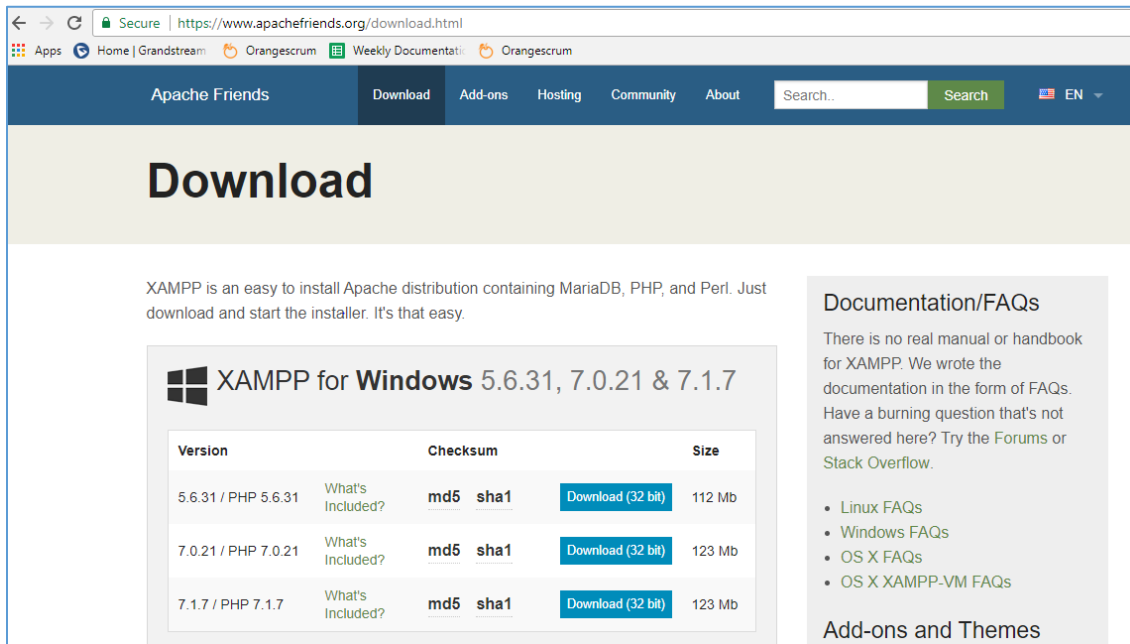 Secure | https://www.apachefriends.org/download.html
Apps Home | Grandstream Orangescrum Weekly Documentatic Orangescrum
Apache Friends Download Add-ons Hosting Community About Search.. Search EN
Download
XAMPP is an easy to install Apache distribution containing MariaDB, PHP, and Perl. Just
download and start the installer. It's that easy.
XAMPP for Windows 5.6.31, 7.0.21 & 7.1.7
Version Checksum Size
5.6.31 / PHP 5.6.31 What's
Included? md5 sha1 Download (32 bit) 112 Mb
7.0.21 / PHP 7.0.21 What's
Included? md5 sha1 Download (32 bit) 123 Mb
7.1.7 / PHP 7.1.7 What's
Included? md5 sha1 Download (32 bit) 123 Mb
Documentation/FAQs
There is no real manual or handbook
for XAMPP. We wrote the
documentation in the form of FAQs.
Have a burning question that's not
answered here? Try the Forums or
Stack Overflow.
Linux FAQs
Windows FAQs
OS X FAQs
OS X XAMPP-VM FAQs
Add-ons and Themes